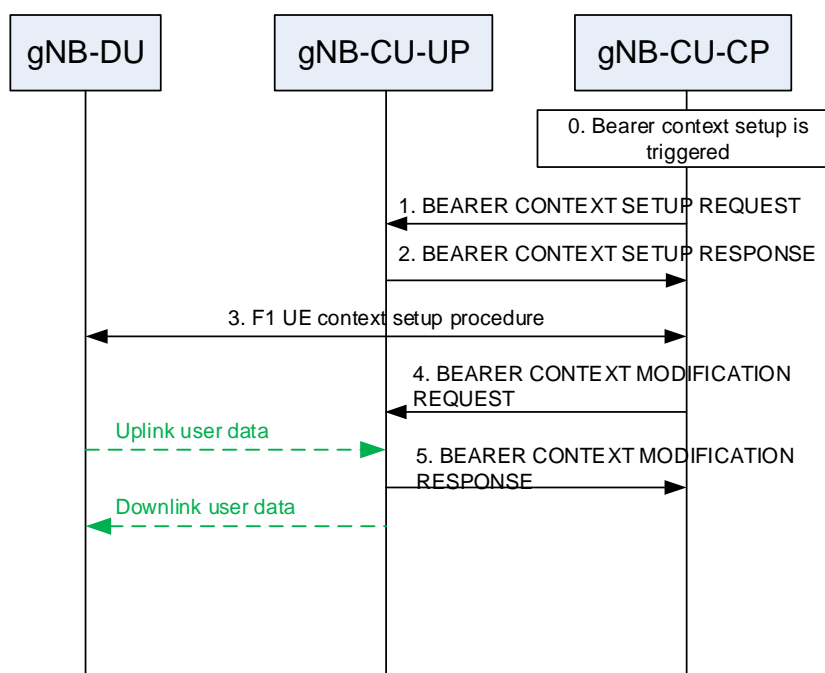 gNB-DU
gNB-CU-UP
gNB-CU-CP
0. Bearer context setup is
triggered
1. BEARER CONTEXT SETUP REQUEST
2. BEARER CONTEXT SETUP RESPONSE
3. F1 UE context setup procedure
4. BEARER CONTEXT MODIFICATION
REQUEST
Uplink user data
5. BEARER CONTEXT MODIFICATION
RESPONSE
Downlink user data